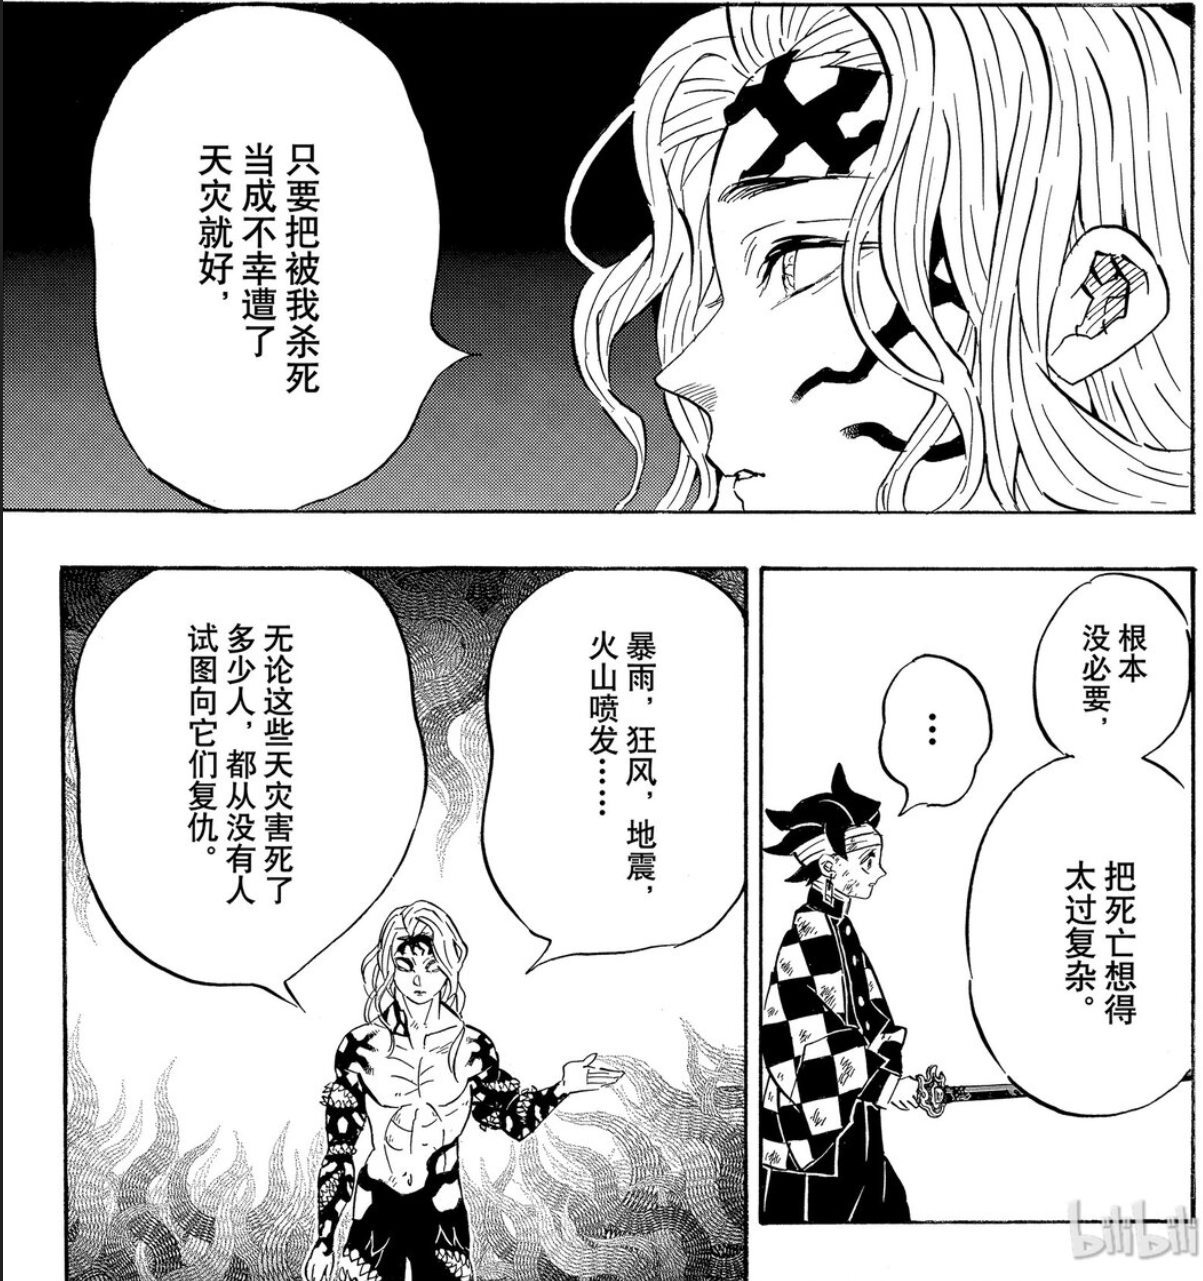 只要把被我杀死
当成不幸遭了
天灾就好，
根本
没必要，
把死亡想得
太过复杂。
…
暴雨，狂风，地震，
火山喷发……
无论这些天灾害死了
多少人，都从没有人
试图向它们复仇。
bilibili